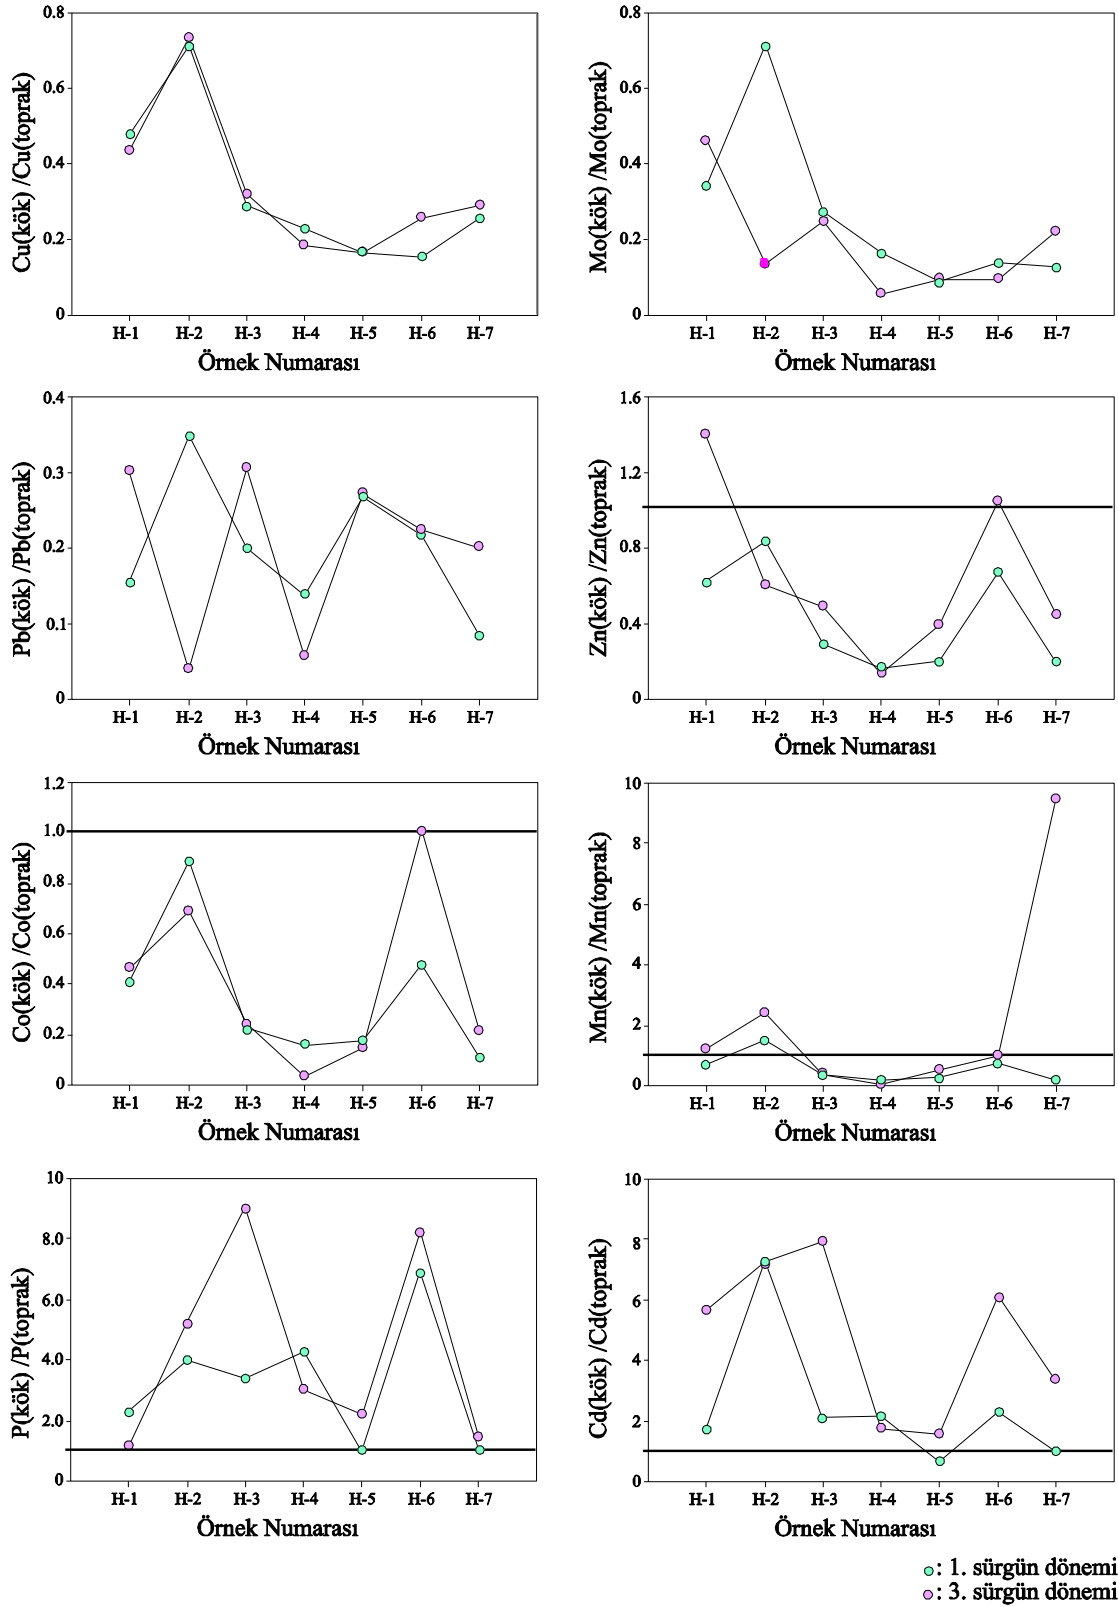 Cu(kök) /Cu(toprak)
0.8
0.6
0.4
0.2
0
H-1 H-2 H-3 H-4 H-5 H-6 H-7
Örnek Numarası
Mo(kök) /Mo(toprak)
0.8
0.6
0.4
0.2
0
H-1 H-2 H-3 H-4 H-5 H-6 H-7
Örnek Numarası
Pb(kök) /Pb(toprak)
0.4
0.3
0.2
0.1
0
H-1 H-2 H-3 H-4 H-5 H-6 H-7
Örnek Numarası
Zn(kök) /Zn(toprak)
1.6
1.2
0.8
0.4
0
H-1 H-2 H-3 H-4 H-5 H-6 H-7
Örnek Numarası
Co(kök) /Co(toprak)
1.2
1.0
0.8
0.6
0.4
0.2
0
H-1 H-2 H-3 H-4 H-5 H-6 H-7
Örnek Numarası
Mn(kök) /Mn(toprak)
10
8
6
4
2
0
H-1 H-2 H-3 H-4 H-5 H-6 H-7
Örnek Numarası
P(kök) /P(toprak)
10
8.0
6.0
4.0
2.0
0
H-1 H-2 H-3 H-4 H-5 H-6 H-7
Örnek Numarası
Cd(kök) /Cd(toprak)
10
8
6
4
2
0
H-1 H-2 H-3 H-4 H-5 H-6 H-7
Örnek Numarası
: 1. sürgün dönemi
: 3. sürgün dönemi